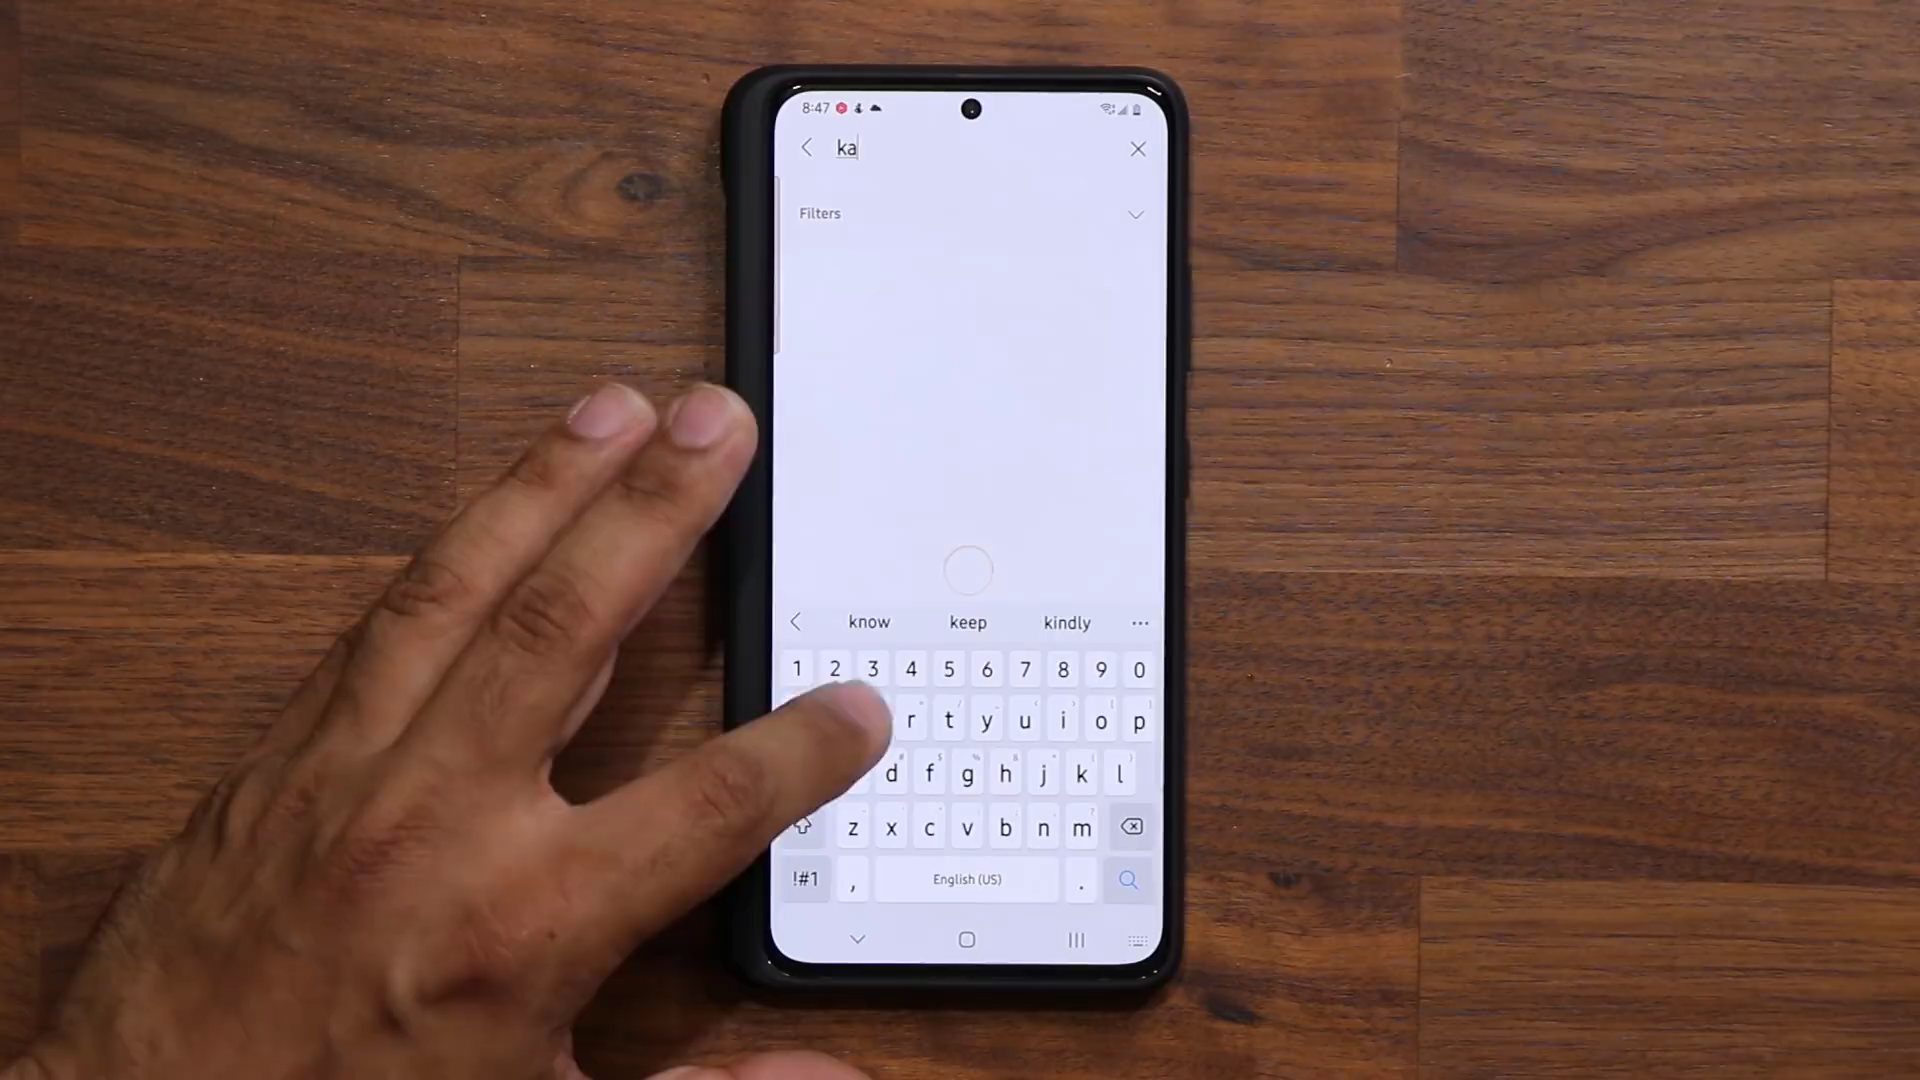 8:47
ka
Filters
know keep kindly ...
1 2 3 4 5 6 7 8 9 0
r t y u i o p
d f g h j k l
z x c v b n m
!#1 , English (US) .